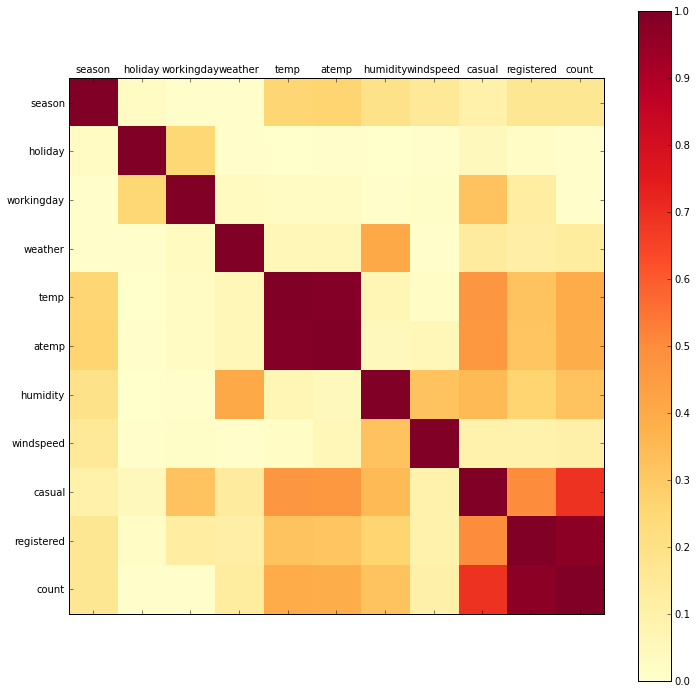 season holiday workingday weather temp atemp humidity windspeed casual registered count
season
holiday
workingday
weather
temp
atemp
humidity
windspeed
casual
registered
count
1.0
0.9
0.8
0.7
0.6
0.5
0.4
0.3
0.2
0.1
0.0